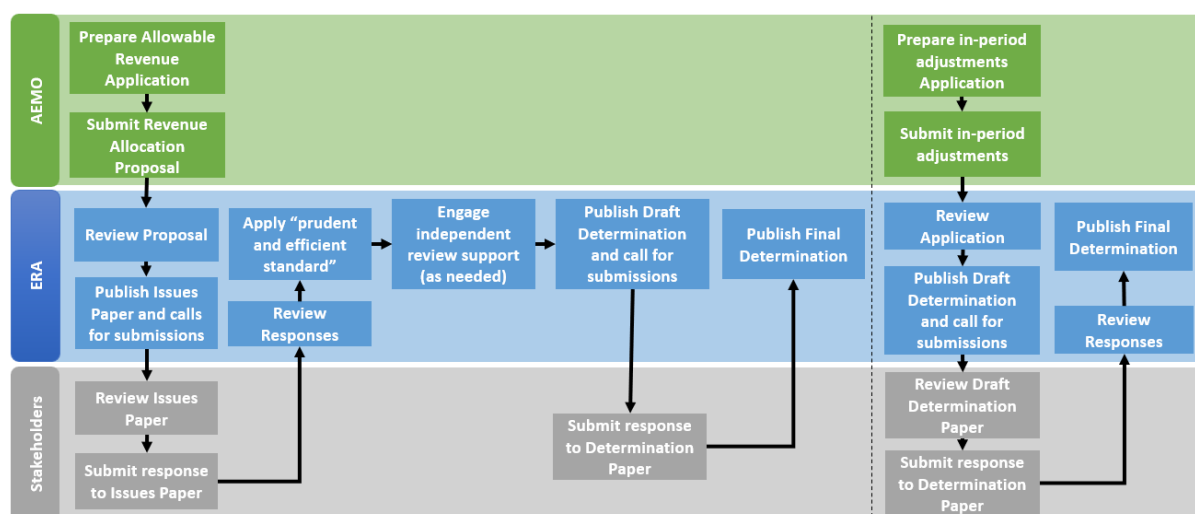 AEMO
Prepare Allowable
Revenue
Application
Submit Revenue
Allocation
Proposal
Prepare in-period
adjustments
Application
Submit in-period
adjustments
ERA
Review Proposal
Publish Issues
Paper and calls
for submissions
Apply “prudent
and efficient
standard”
Review
Responses
Engage
independent
review support
(as needed)
Publish Draft
Determination
and call for
submissions
Publish Final
Determination
Review
Application
Publish Draft
Determination
and call for
submissions
Publish Final
Determination
Review
Responses
Stakeholders
Review Issues
Paper
Submit response
to Issues Paper
Submit response
to Determination
Paper
Review Draft
Determination
Paper
Submit response
to Determination
Paper